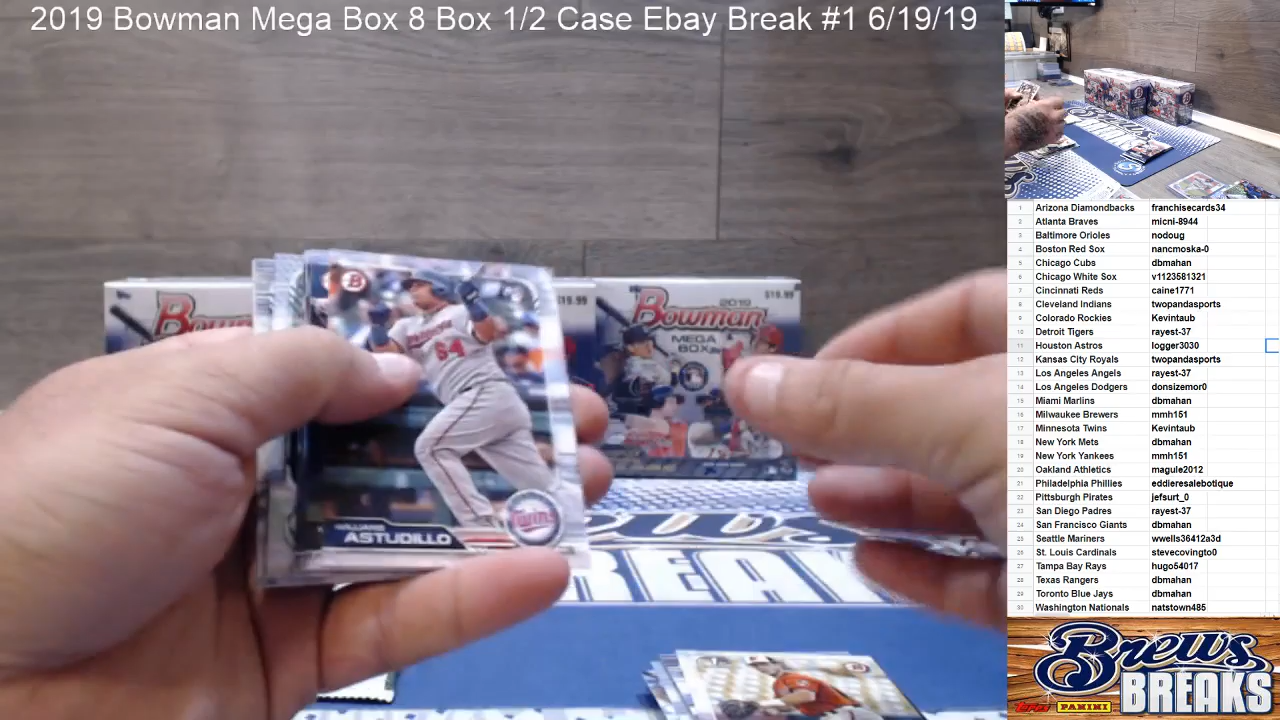 2019 Bowman Mega Box 8 Box 1/2 Case Ebay Break #1 6/19/19
1 Arizona Diamondbacks franchisecards34
2 Atlanta Braves micni-8944
3 Baltimore Orioles nodoug
4 Boston Red Sox nancmoska-0
5 Chicago Cubs dbmahan
6 Chicago White Sox v1123581321
7 Cincinnati Reds caine1771
8 Cleveland Indians twopandasports
9 Colorado Rockies Kevintaub
10 Detroit Tigers rayest-37
11 Houston Astros logger3030
12 Kansas City Royals twopandasports
13 Los Angeles Angels rayest-37
14 Los Angeles Dodgers donsizemor0
15 Miami Marlins dbmahan
16 Milwaukee Brewers mmh151
17 Minnesota Twins Kevintaub
18 New York Mets dbmahan
19 New York Yankees mmh151
20 Oakland Athletics magule2012
21 Philadelphia Phillies eddieresalebotique
22 Pittsburgh Pirates jefsurt_0
23 San Diego Padres rayest-37
24 San Francisco Giants dbmahan
25 Seattle Mariners wwells36412a3d
26 St. Louis Cardinals stevecovingto0
27 Tampa Bay Rays hugo54017
28 Texas Rangers dbmahan
29 Toronto Blue Jays dbmahan
30 Washington Nationals natstown485
Brews
BREAKS
Topps PANINI
B
64
WILLIANS
ASTUDILLO
Twins
$19.99
2019
$19.99
Bowman
MEGA
BOX
REA